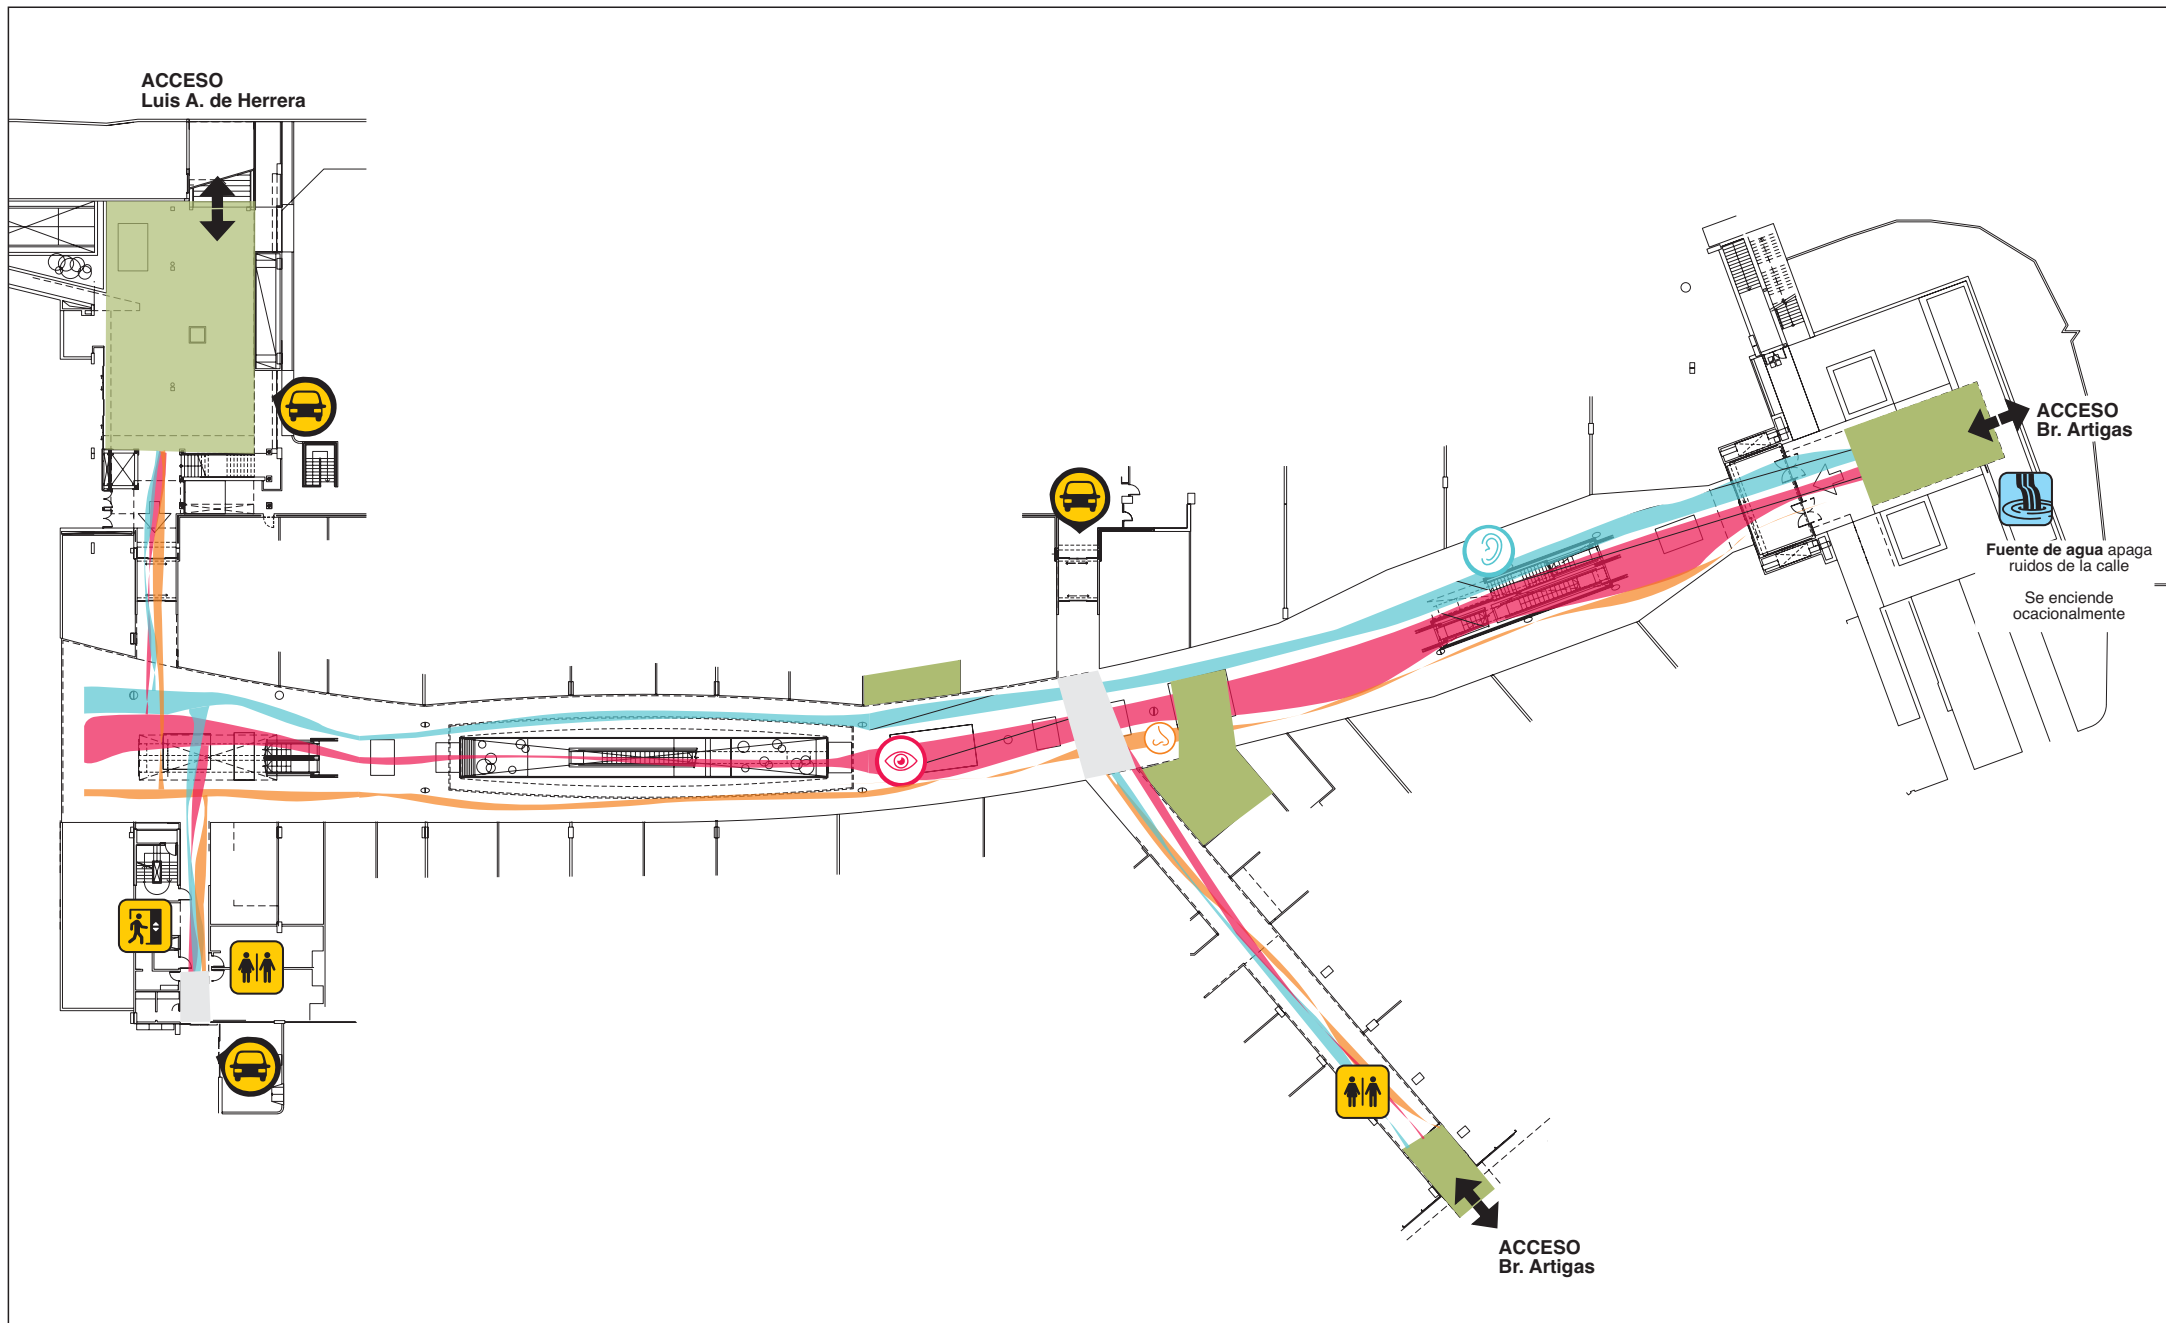 ACCESO
Luis A. de Herrera
ACCESO
Br. Artigas
Fuente de agua apaga
ruidos de la calle
Se enciende
ocacionalmente
ACCESO
Br. Artigas